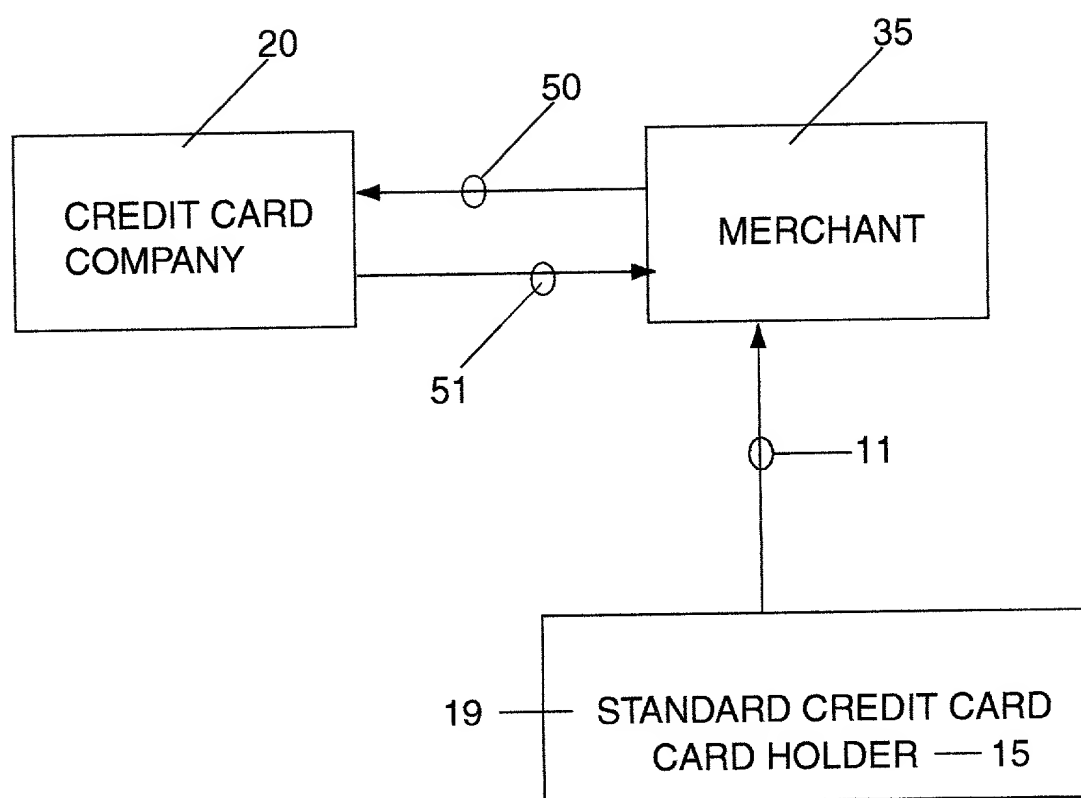 20
35
50
CREDIT CARD
COMPANY
MERCHANT
51
11
19
STANDARD CREDIT CARD
CARD HOLDER
15